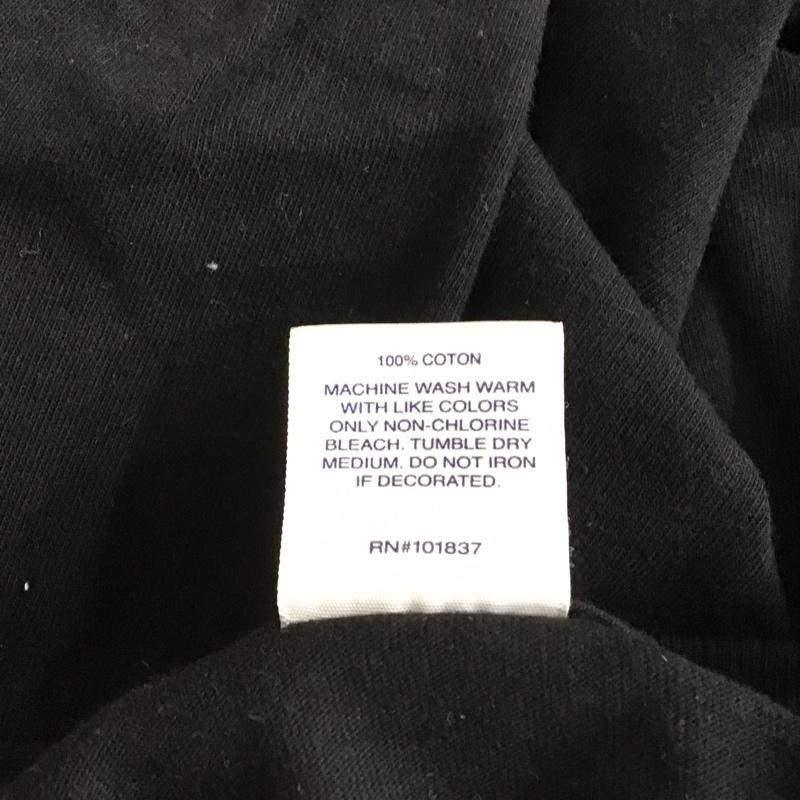 100% COTON
MACHINE WASH WARM
WITH LIKE COLORS
ONLY NON-CHLORINE
BLEACH. TUMBLE DRY
MEDIUM. DO NOT IRON
IF DECORATED.
RN#101837